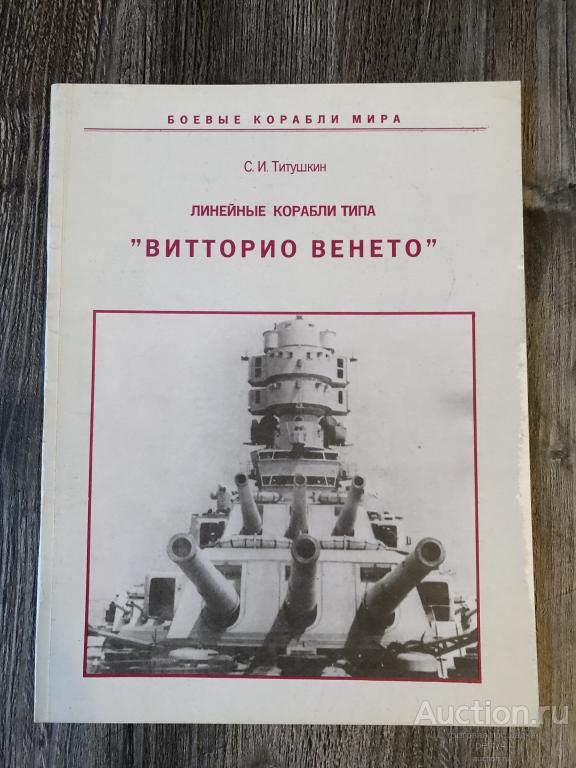 БОЕВЫЕ КОРАБЛИ МИРА
С. И. Титушкин
ЛИНЕЙНЫЕ КОРАБЛИ ТИПА
"ВИТТОРИО ВЕНЕТО"
Auction.ru